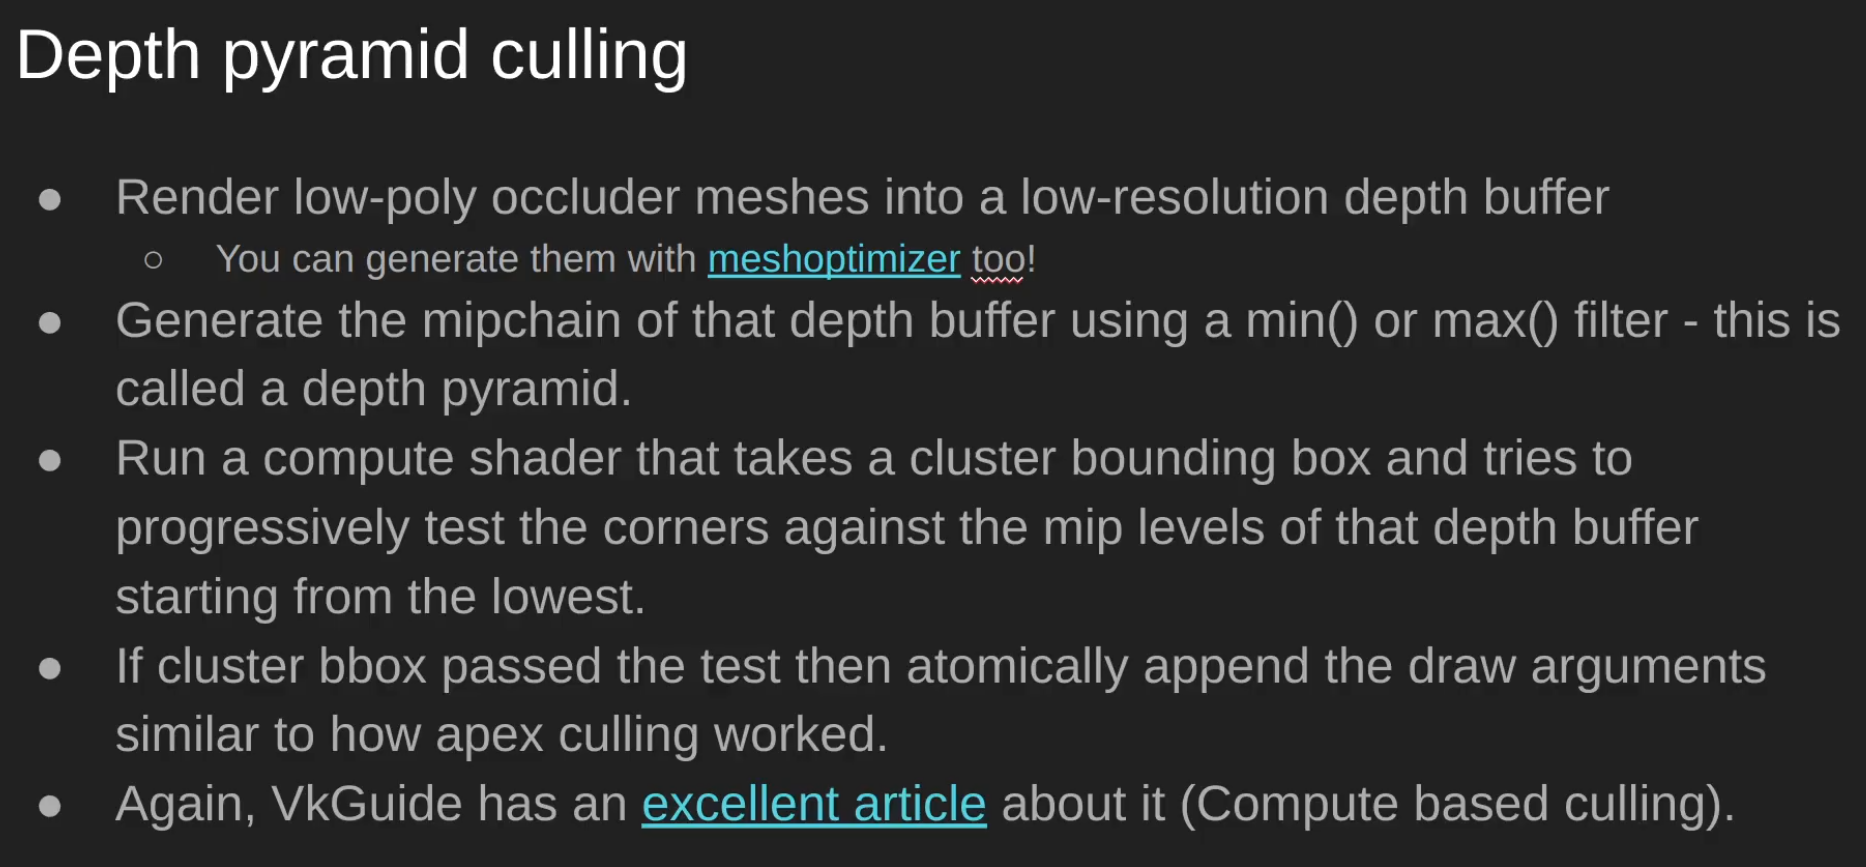 Depth pyramid culling
● Render low-poly occluder meshes into a low-resolution depth buffer
○ You can generate them with meshoptimizer too!
● Generate the mipchain of that depth buffer using a min() or max() filter - this is
called a depth pyramid.
● Run a compute shader that takes a cluster bounding box and tries to
progressively test the corners against the mip levels of that depth buffer
starting from the lowest.
● If cluster bbox passed the test then atomically append the draw arguments
similar to how apex culling worked.
● Again, VkGuide has an excellent article about it (Compute based culling).